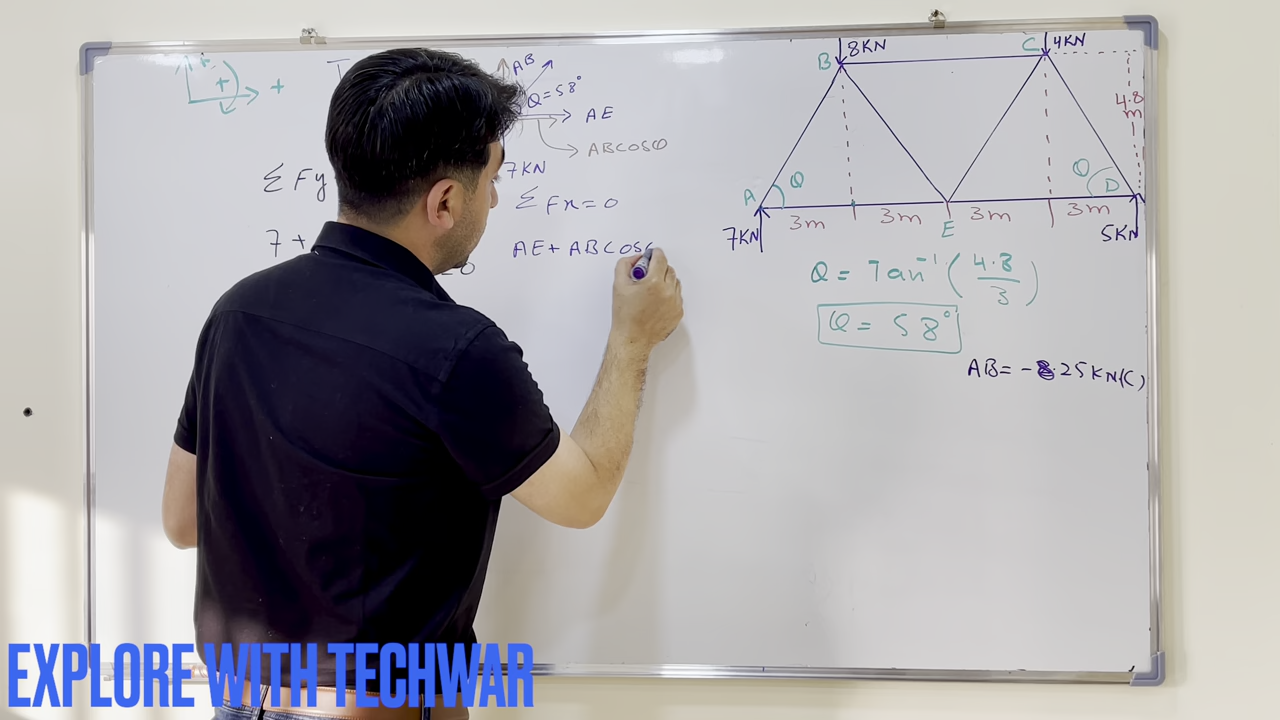 +
+
+
AB
Q=58°
AE
ABCOSØ
7KN
ΣFy
ΣFx=0
7+
=0
AE+ABCOS
B
8KN
C
4KN
4.8
m
A
Q
Q
D
3m
3m
3m
3m
E
7KN
5KN
Q = Tan⁻¹ (4.8/3)
Q = 58°
AB= -8.25KN(C)
EXPLORE WITH TECHWAR